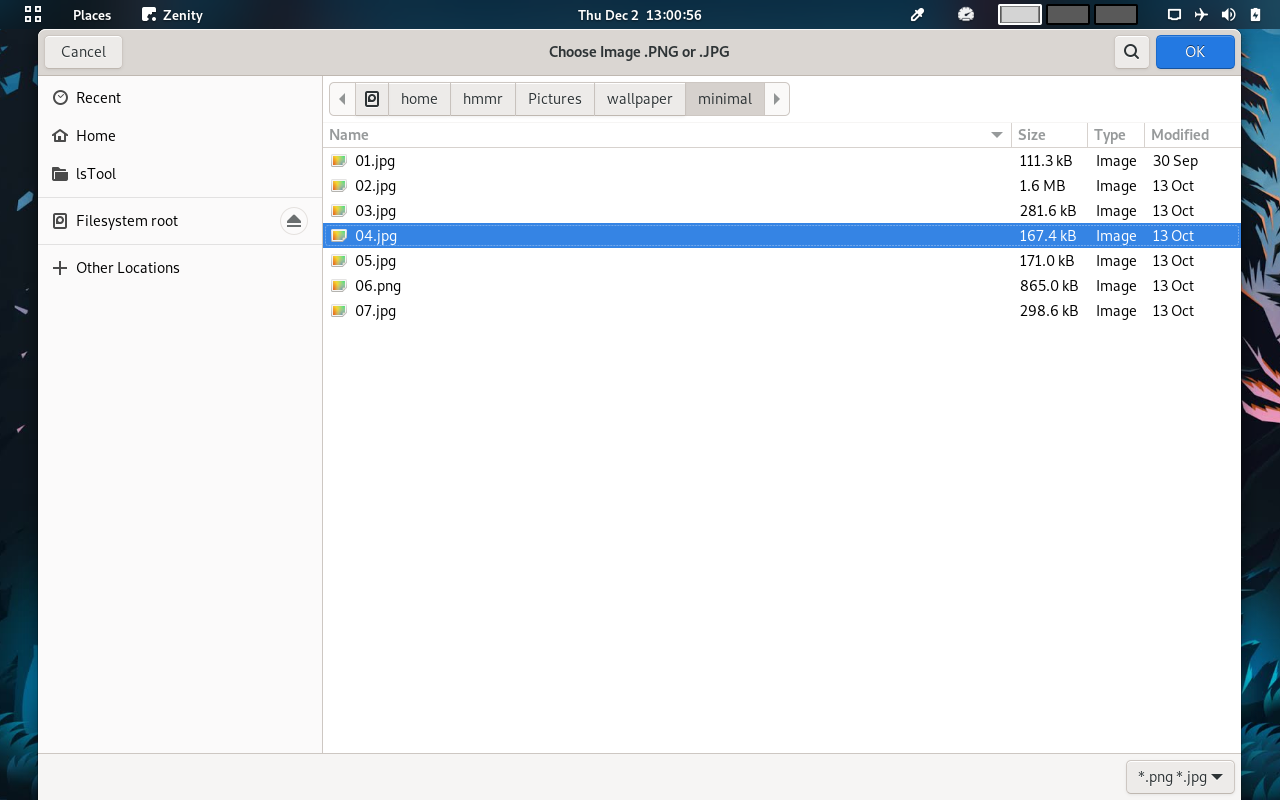 Places Zenity Thu Dec 2 13:00:56
Cancel Choose Image .PNG or .JPG OK
Recent
Home
lsTool
Filesystem root
Other Locations
home hmmr Pictures wallpaper minimal
Name Size Type Modified
01.jpg 111.3 kB Image 30 Sep
02.jpg 1.6 MB Image 13 Oct
03.jpg 281.6 kB Image 13 Oct
04.jpg 167.4 kB Image 13 Oct
05.jpg 171.0 kB Image 13 Oct
06.png 865.0 kB Image 13 Oct
07.jpg 298.6 kB Image 13 Oct
*.png *.jpg